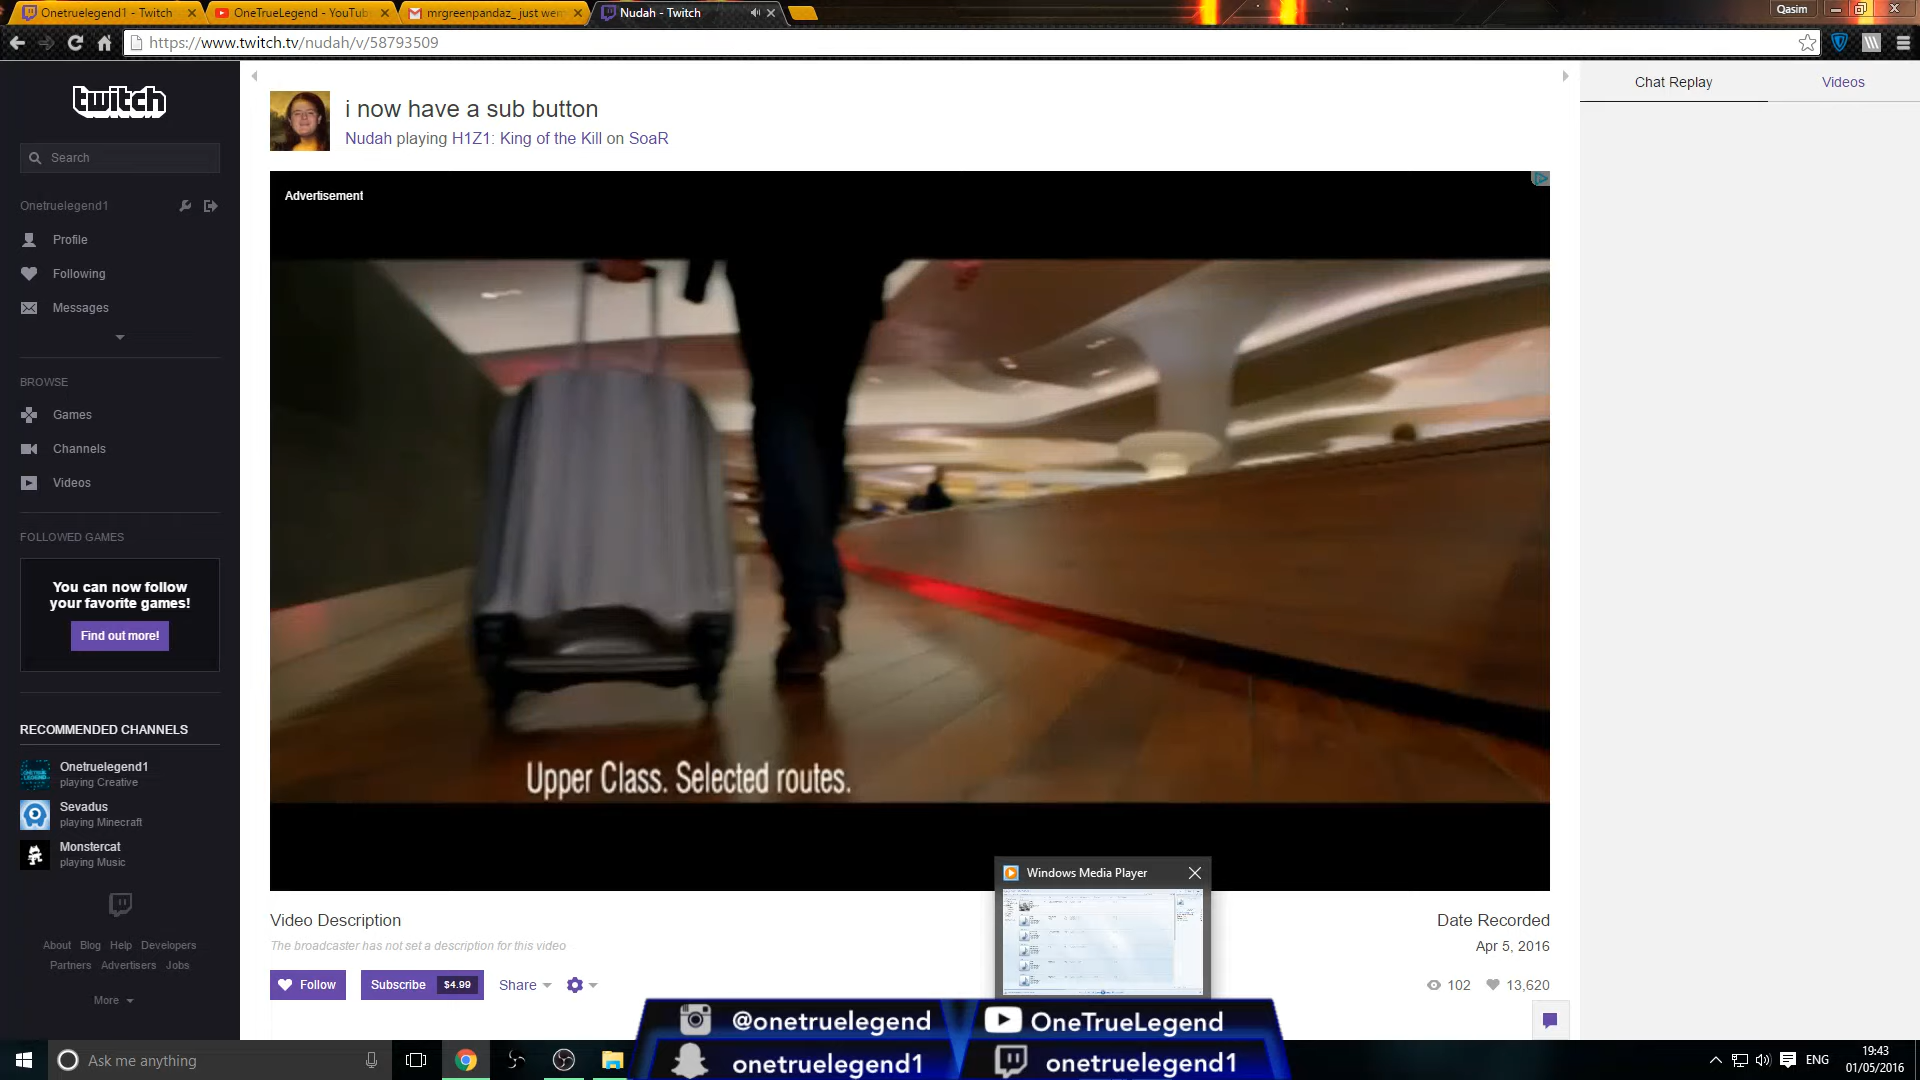 Onetruelegend1 - Twitch
OneTrueLegend - YouTub
mrgreenpandaz_ just wen
Nudah - Twitch
Qasim
https://www.twitch.tv/nudah/v/58793509
twitch
Search
Onetruelegend1
Profile
Following
Messages
BROWSE
Games
Channels
Videos
FOLLOWED GAMES
You can now follow
your favorite games!
Find out more!
RECOMMENDED CHANNELS
Onetruelegend1
playing Creative
Sevadus
playing Minecraft
Monstercat
playing Music
About Blog Help Developers
Partners Advertisers Jobs
More
i now have a sub button
Nudah playing H1Z1: King of the Kill on SoaR
Advertisement
Upper Class. Selected routes.
Video Description
The broadcaster has not set a description for this video
Follow
Subscribe $4.99
Share
Windows Media Player
Date Recorded
Apr 5, 2016
102 13,620
Chat Replay
Videos
@onetruelegend
OneTrueLegend
onetruelegend1
onetruelegend1
Ask me anything
ENG
19:43
01/05/2016